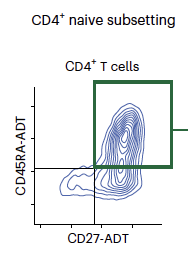 CD4⁺ naive subsetting
CD4⁺ T cells
CD45RA-ADT
CD27-ADT